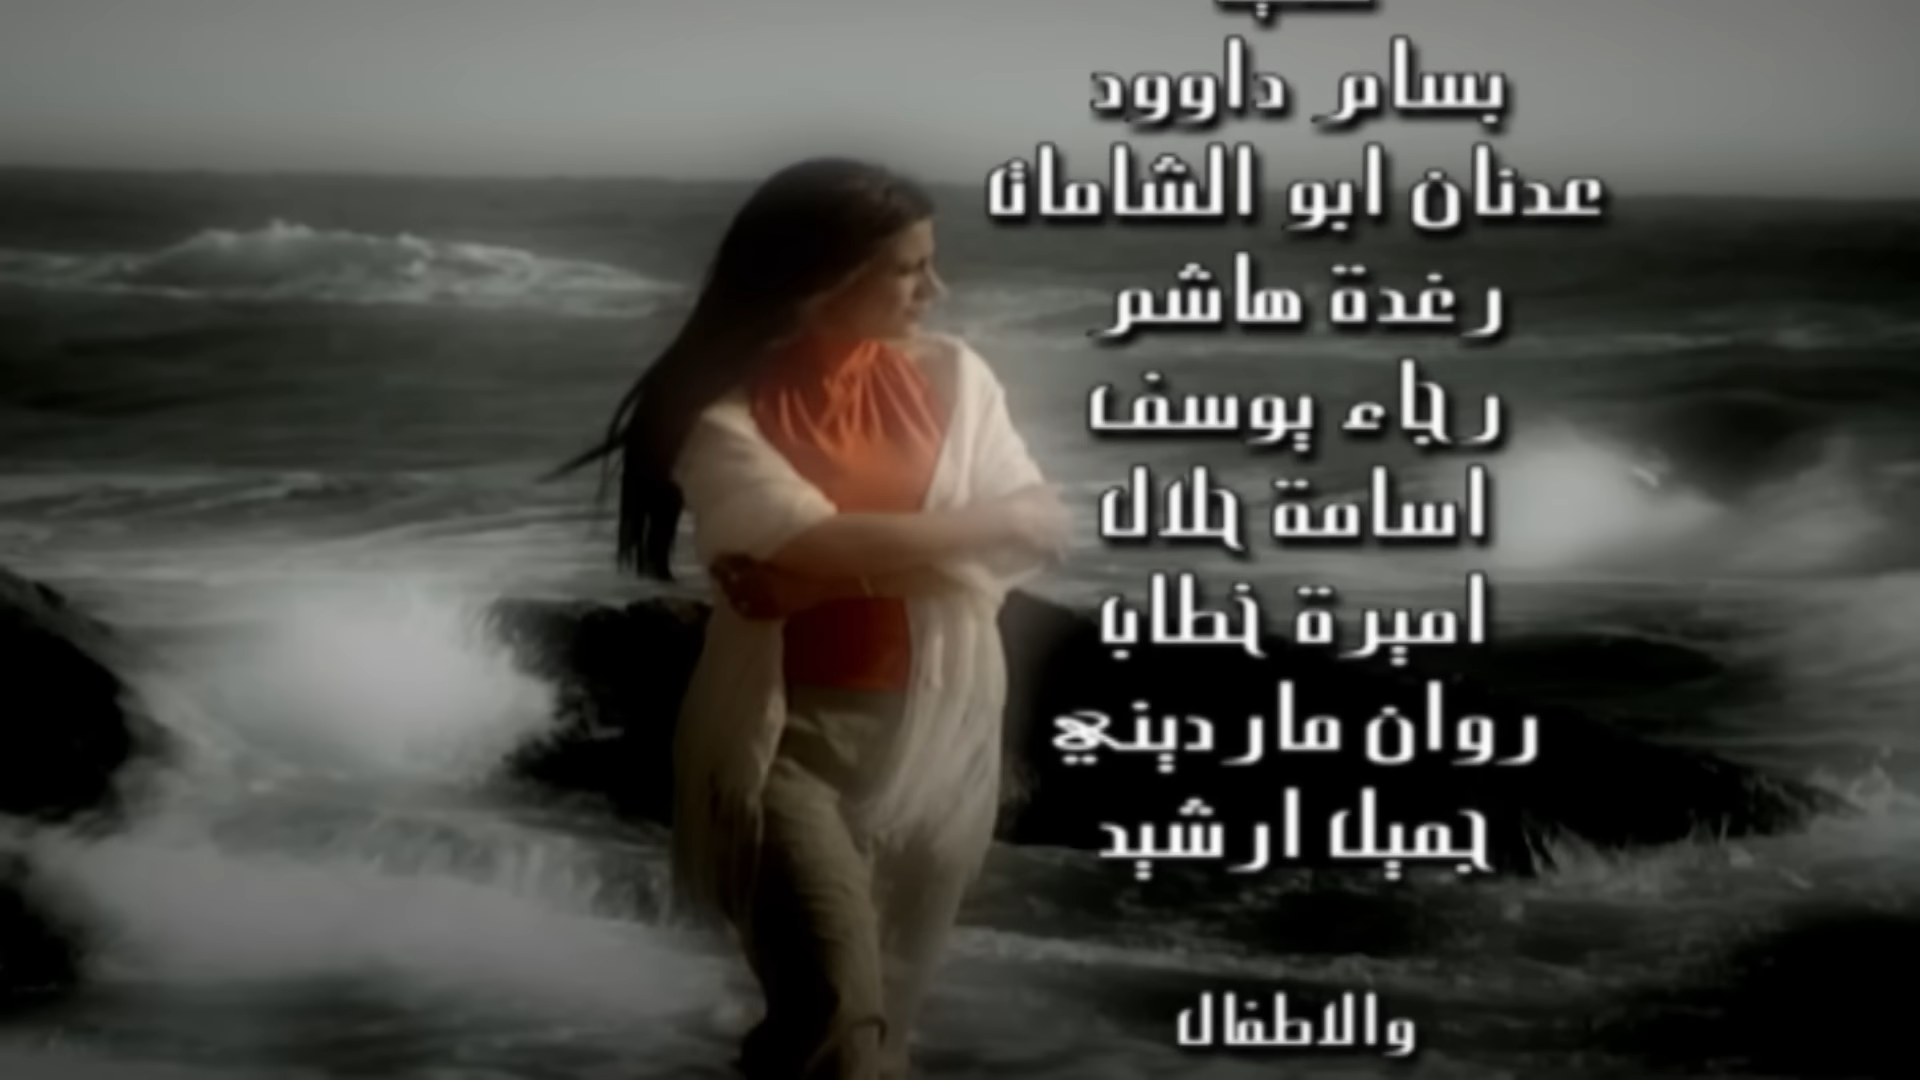 بسام داوود
عدنان ابو الشامات
رغدة هاشم
رجاء يوسف
اسامة حلال
اميرة خطاب
روان مارديني
جميل ارشيد
والاطفال